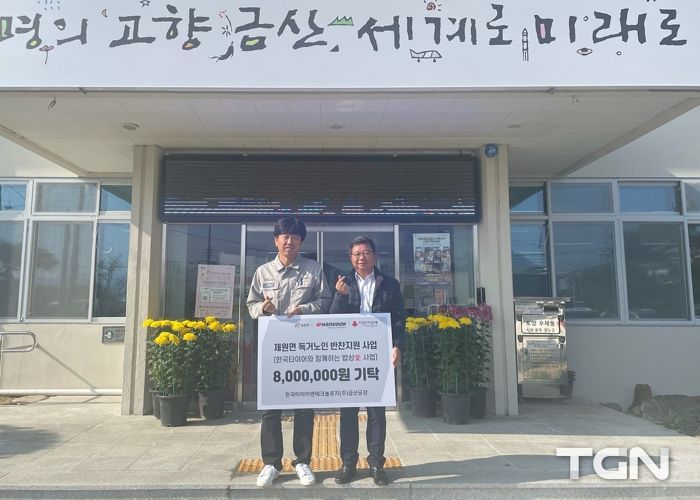 명의 고향 금산 세계로 미래로
HANKOOK
제원면 독거노인 반찬지원 사업
(한국타이어와 함께하는 밥상愛 사업)
8,000,000원 기탁
한국타이어앤테크놀로지(주)금산공장
TGN